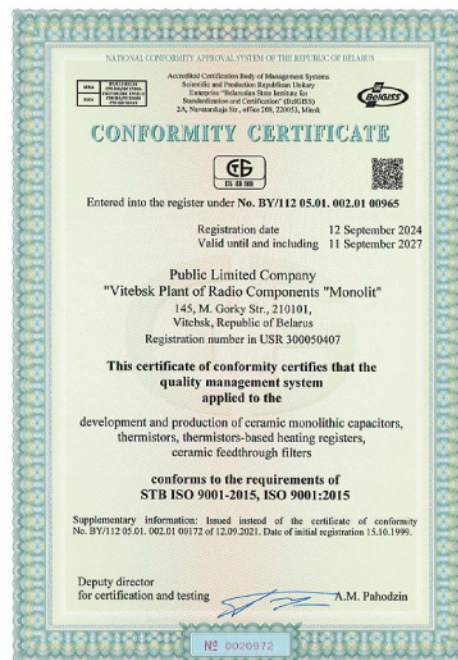 NATIONAL CONFORMITY APPROVAL SYSTEM OF THE REPUBLIC OF BELARUS
Accredited Certification Body of Management Systems
Scientific and Production Republican Unitary
Enterprise "Belarusian State Institute for
Standardization and Certification" (BelGISS)
2A, Novatorskaja Str., office 208, 220053, Minsk
BelGISS
CONFORMITY CERTIFICATE
СТБ ISO 9001
Entered into the register under No. BY/112 05.01. 002.01 00965
Registration date 12 September 2024
Valid until and including 11 September 2027
Public Limited Company
"Vitebsk Plant of Radio Components "Monolit"
145, M. Gorky Str., 210101,
Vitebsk, Republic of Belarus
Registration number in USR 300050407
This certificate of conformity certifies that the
quality management system
applied to the
development and production of ceramic monolithic capacitors,
thermistors, thermistors-based heating registers,
ceramic feedthrough filters
conforms to the requirements of
STB ISO 9001-2015, ISO 9001:2015
Supplementary information: Issued instead of the certificate of conformity
No. BY/112 05.01. 002.01 00172 of 12.09.2021. Date of initial registration 15.10.1999.
Deputy director
for certification and testing A.M. Pahodzin
№ 0020972